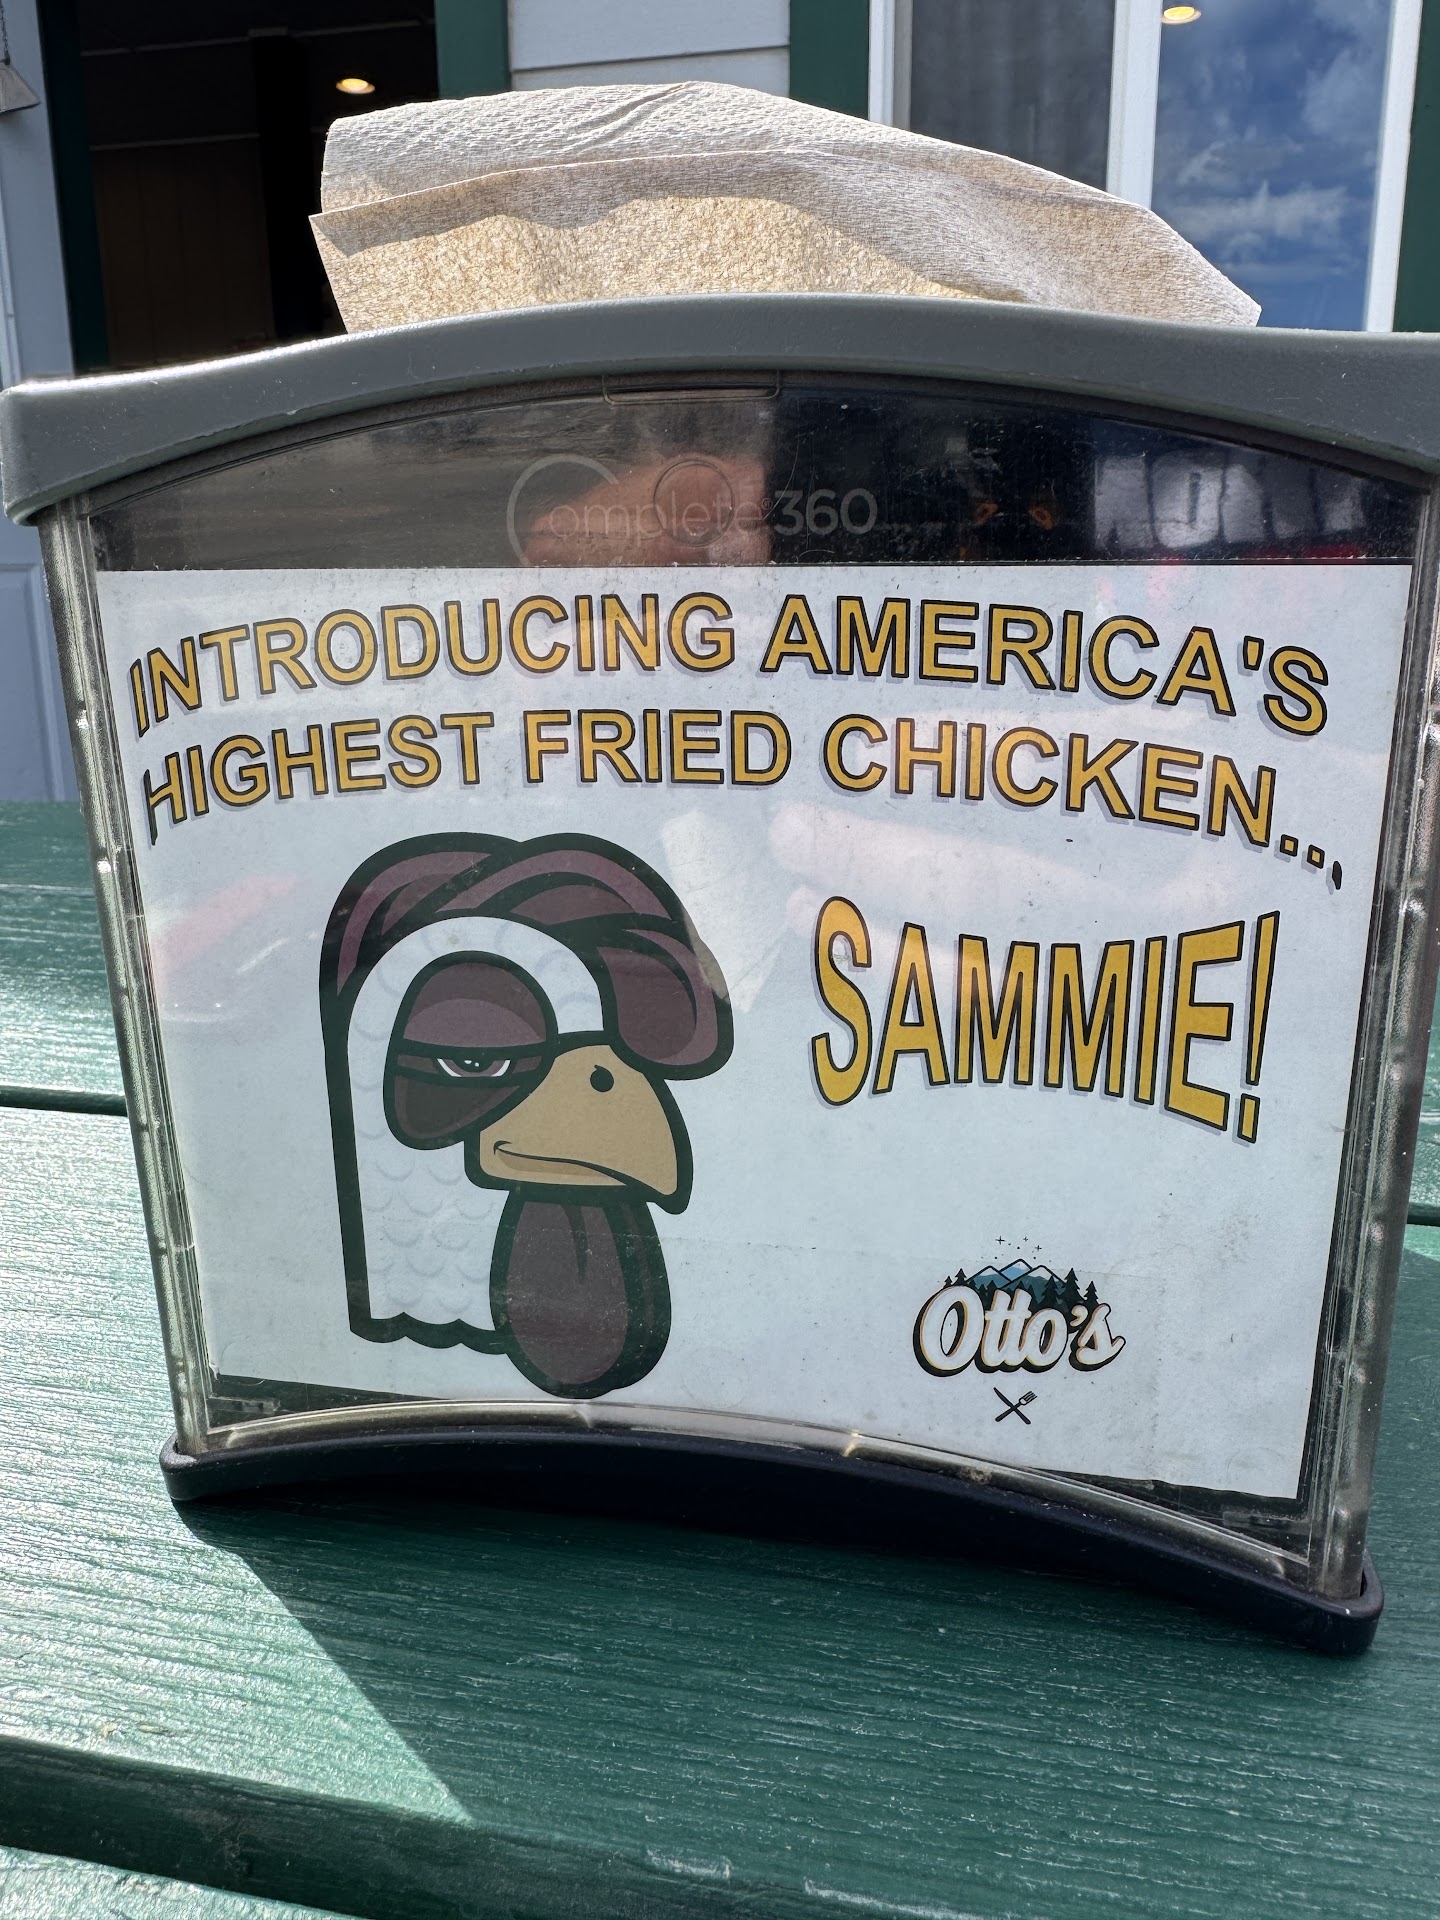 Complete®360
INTRODUCING AMERICA'S
HIGHEST FRIED CHICKEN...,
SAMMIE!
Otto's